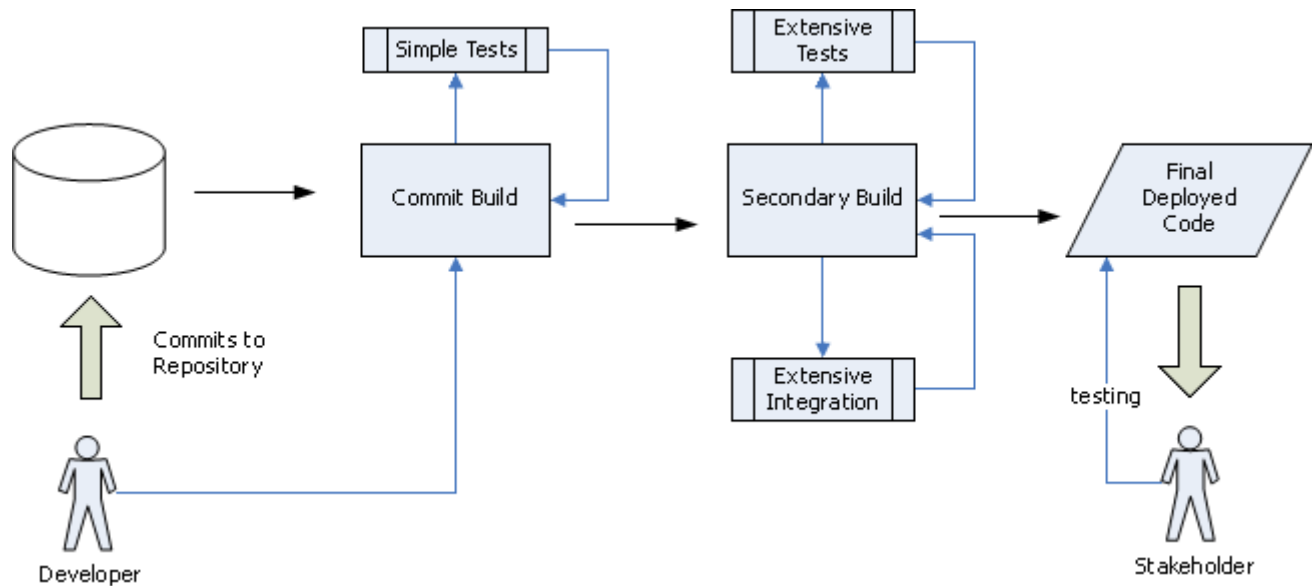 Simple Tests
Extensive
Tests
Commit Build
Secondary Build
Final
Deployed
Code
Commits to
Repository
Extensive
Integration
testing
Developer
Stakeholder